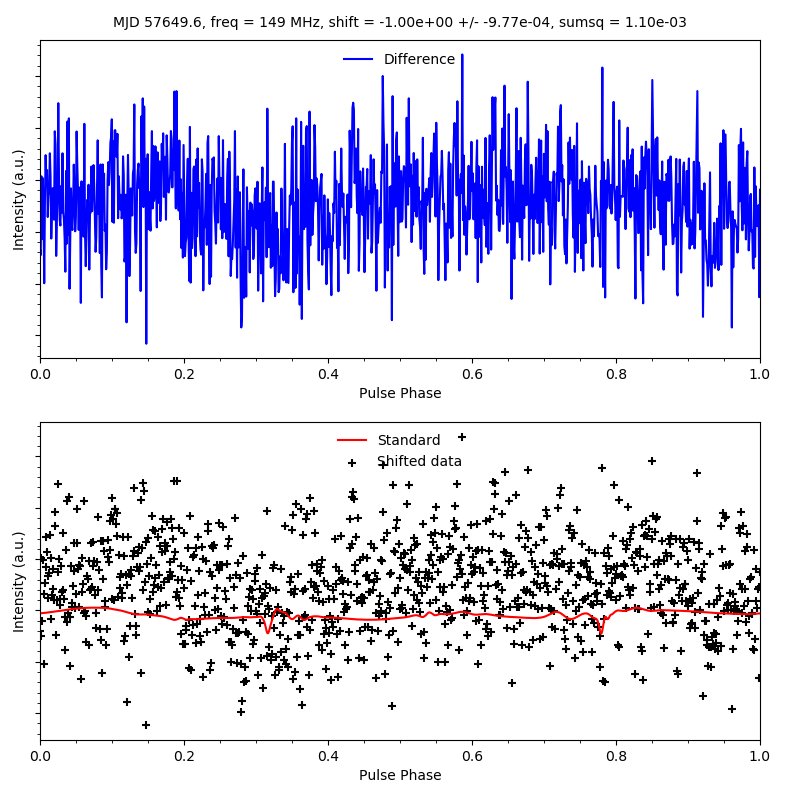 MJD 57649.6, freq = 149 MHz, shift = -1.00e+00 +/- -9.77e-04, sumsq = 1.10e-03
Difference
Intensity (a.u.)
0.0 0.2 0.4 0.6 0.8 1.0
Pulse Phase
Standard
Shifted data
Intensity (a.u.)
0.0 0.2 0.4 0.6 0.8 1.0
Pulse Phase